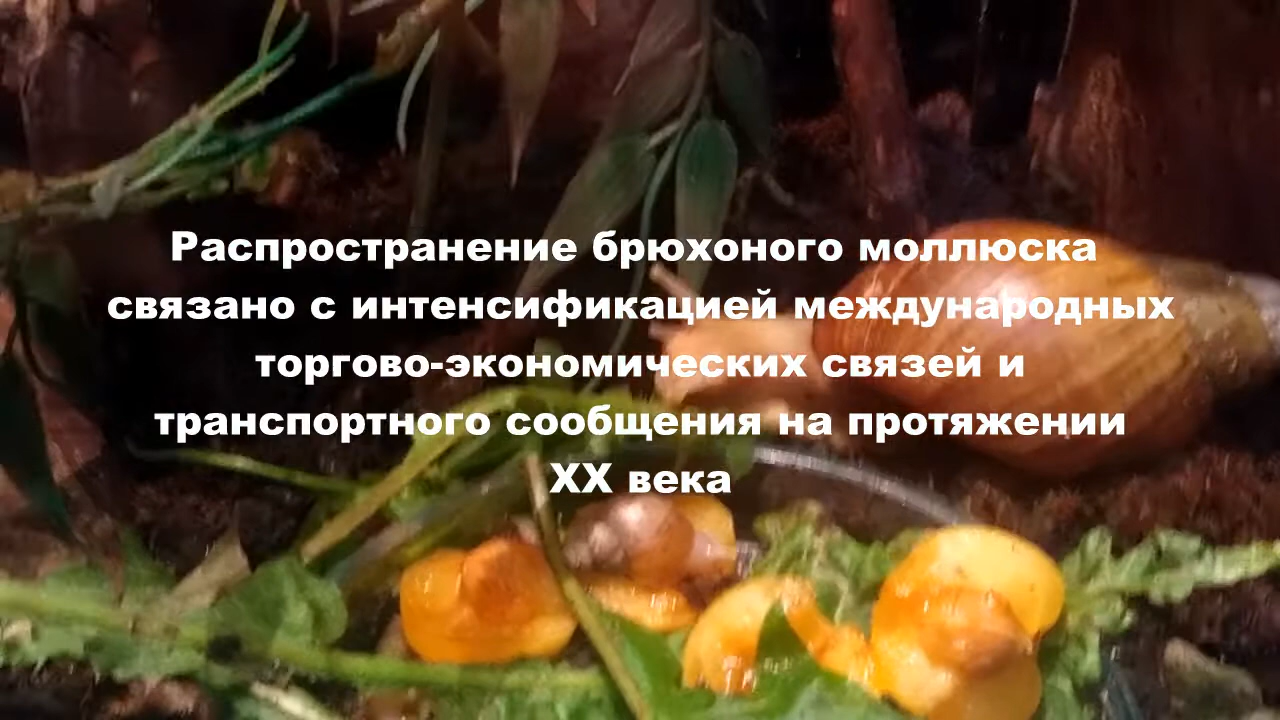 Распространение брюхоного моллюска
связано с интенсификацией международных
торгово-экономических связей и
транспортного сообщения на протяжении
XX века